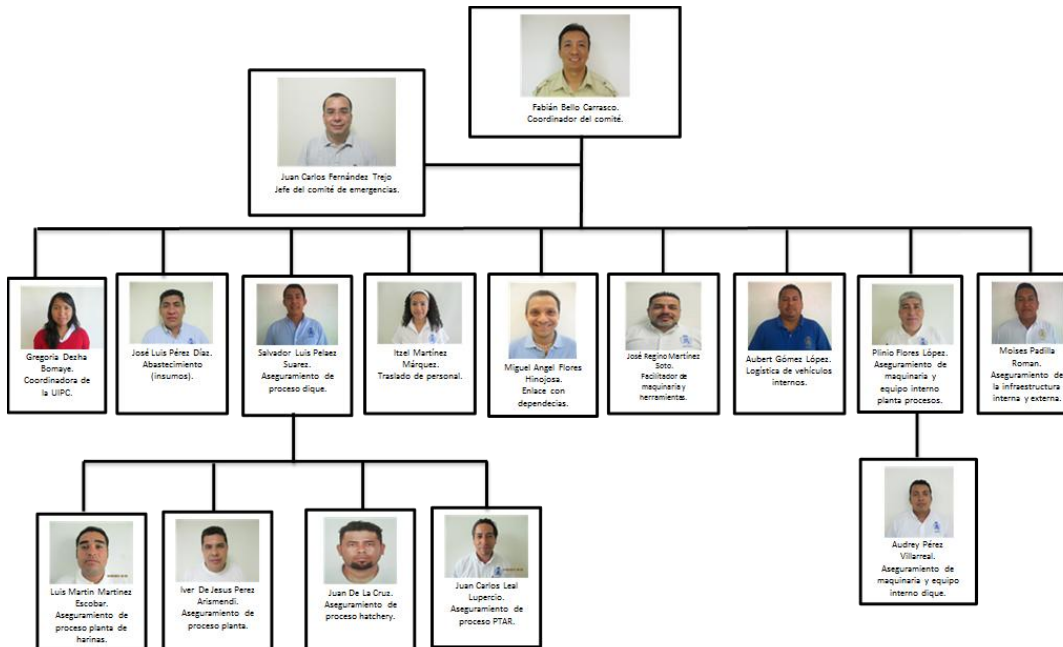 Fabián Bello Carrasco.
Coordinador del comité.
Juan Carlos Fernández Trejo
Jefe del comité de emergencias.
Gregoria Dezha
Bomaye.
Coordinadora de
la UIPC.
José Luis Pérez Díaz.
Abastecimiento
(insumos).
Salvador Luis Pelaez
Suarez.
Aseguramiento de
proceso dique.
Itzel Martínez
Márquez.
Traslado de personal.
Miguel Angel Flores
Hinojosa.
Enlace con
dependecias.
José Regino Martínez
Soto.
Facilitador de
maquinaria y
herramientas.
Aubert Gómez López.
Logística de vehículos
internos.
Plinio Flores López.
Aseguramiento de
maquinaria y
equipo interno
planta procesos.
Moises Padilla
Roman.
Aseguramiento de
la infraestructura
interna y externa.
Luis Martin Martinez
Escobar.
Aseguramiento de
proceso planta de
harinas.
Iver De Jesus Perez
Arismendi.
Aseguramiento de
proceso planta.
Juan De La Cruz.
Aseguramiento de
proceso hatchery.
Juan Carlos Leal
Lupercio.
Aseguramiento de
proceso PTAR.
Audrey Pérez
Villarreal.
Aseguramiento de
maquinaria y equipo
interno dique.